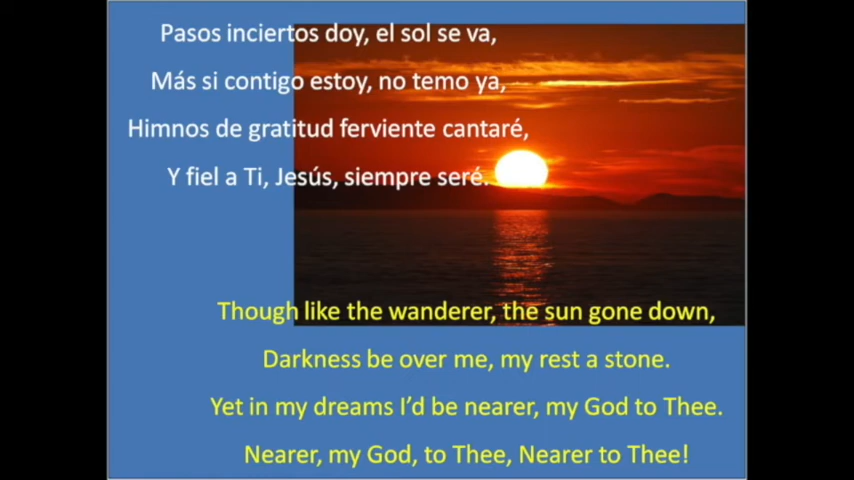 Pasos inciertos doy, el sol se va,
Más si contigo estoy, no temo ya,
Himnos de gratitud ferviente cantaré,
Y fiel a Ti, Jesús, siempre seré.
Though like the wanderer, the sun gone down,
Darkness be over me, my rest a stone.
Yet in my dreams I’d be nearer, my God to Thee.
Nearer, my God, to Thee, Nearer to Thee!